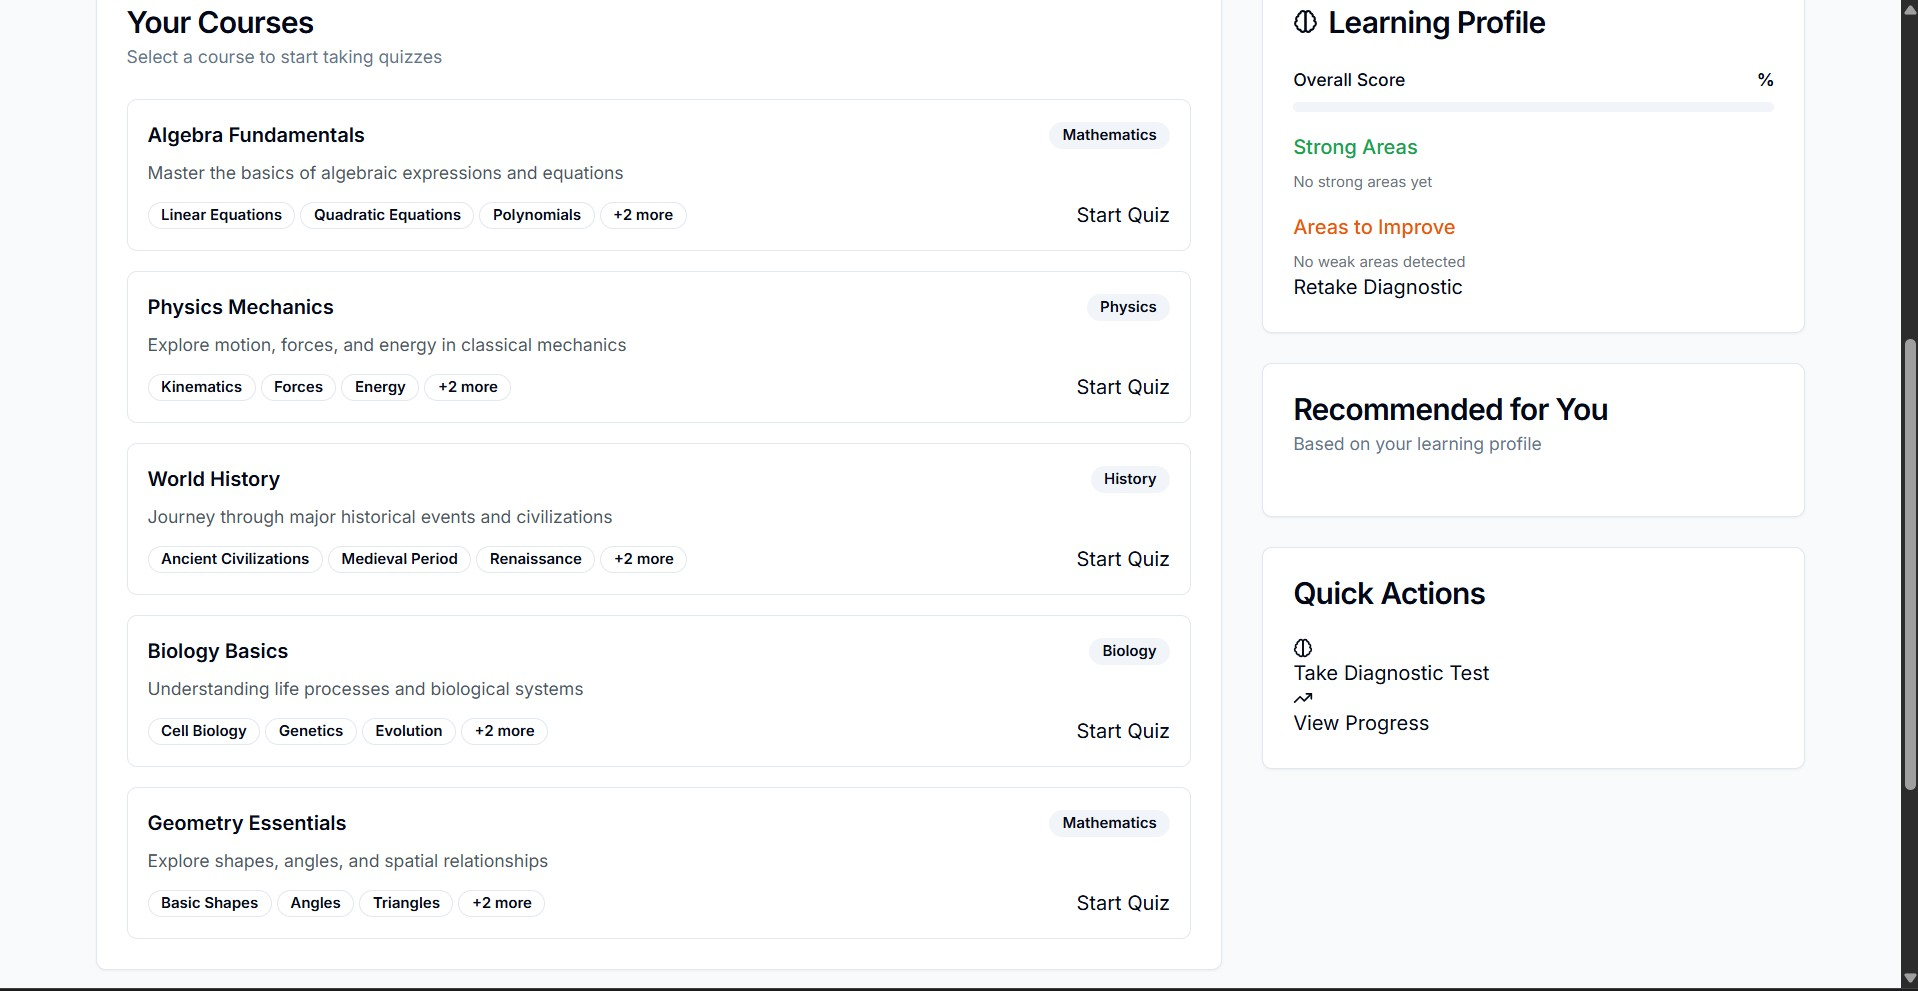 Your Courses
Select a course to start taking quizzes
Algebra Fundamentals
Mathematics
Master the basics of algebraic expressions and equations
Linear Equations Quadratic Equations Polynomials +2 more
Start Quiz
Physics Mechanics
Physics
Explore motion, forces, and energy in classical mechanics
Kinematics Forces Energy +2 more
Start Quiz
World History
History
Journey through major historical events and civilizations
Ancient Civilizations Medieval Period Renaissance +2 more
Start Quiz
Biology Basics
Biology
Understanding life processes and biological systems
Cell Biology Genetics Evolution +2 more
Start Quiz
Geometry Essentials
Mathematics
Explore shapes, angles, and spatial relationships
Basic Shapes Angles Triangles +2 more
Start Quiz
Learning Profile
Overall Score %
Strong Areas
No strong areas yet
Areas to Improve
No weak areas detected
Retake Diagnostic
Recommended for You
Based on your learning profile
Quick Actions
Take Diagnostic Test
View Progress